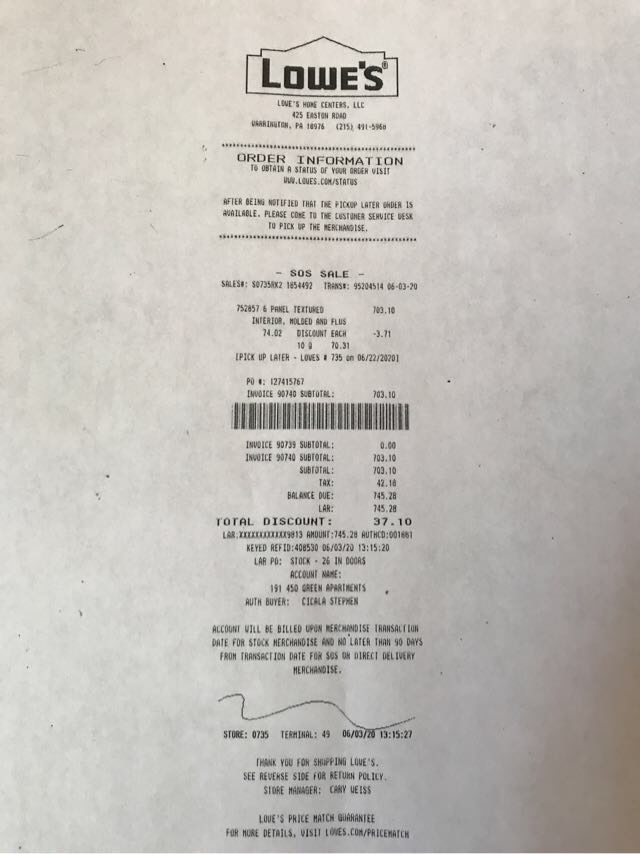 LOWE'S®
LOWE'S HOME CENTERS, LLC
425 EASTON ROAD
WARRINGTON, PA 18976 (215) 491-5960
ORDER INFORMATION
TO OBTAIN A STATUS OF YOUR ORDER VISIT
WWW.LOWES.COM/STATUS
AFTER BEING NOTIFIED THAT THE PICKUP LATER ORDER IS
AVAILABLE. PLEASE COME TO THE CUSTOMER SERVICE DESK
TO PICK UP THE MERCHANDISE.
- SOS SALE -
SALES#: S0735RK2 1654492 TRANS#: 95204514 06-03-20
752857 6 PANEL TEXTURED 703.10
INTERIOR, MOLDED AND FLUS
74.02 DISCOUNT EACH -3.71
10 @ 70.31
[PICK UP LATER - LOWES # 735 on 06/22/2020]
PO #: 127415767
INVOICE 90740 SUBTOTAL: 703.10
INVOICE 90739 SUBTOTAL: 0.00
INVOICE 90740 SUBTOTAL: 703.10
SUBTOTAL: 703.10
TAX: 42.18
BALANCE DUE: 745.28
LAR: 745.28
TOTAL DISCOUNT: 37.10
LAR:XXXXXXXXXXXX9813 AMOUNT:745.28 AUTHCD:001681
KEYED REFID:408530 06/03/20 13:15:20
LAR PO: STOCK - 26 IN DOORS
ACCOUNT NAME:
191 450 GREEN APARTMENTS
AUTH BUYER: CICALA STEPHEN
ACCOUNT WILL BE BILLED UPON MERCHANDISE TRANSACTION
DATE FOR STOCK MERCHANDISE AND NO LATER THAN 90 DAYS
FROM TRANSACTION DATE FOR SOS OR DIRECT DELIVERY
MERCHANDISE.
STORE: 0735 TERMINAL: 49 06/03/20 13:15:27
THANK YOU FOR SHOPPING LOWE'S.
SEE REVERSE SIDE FOR RETURN POLICY.
STORE MANAGER: CARY WEISS
LOWE'S PRICE MATCH GUARANTEE
FOR MORE DETAILS, VISIT LOWES.COM/PRICEMATCH